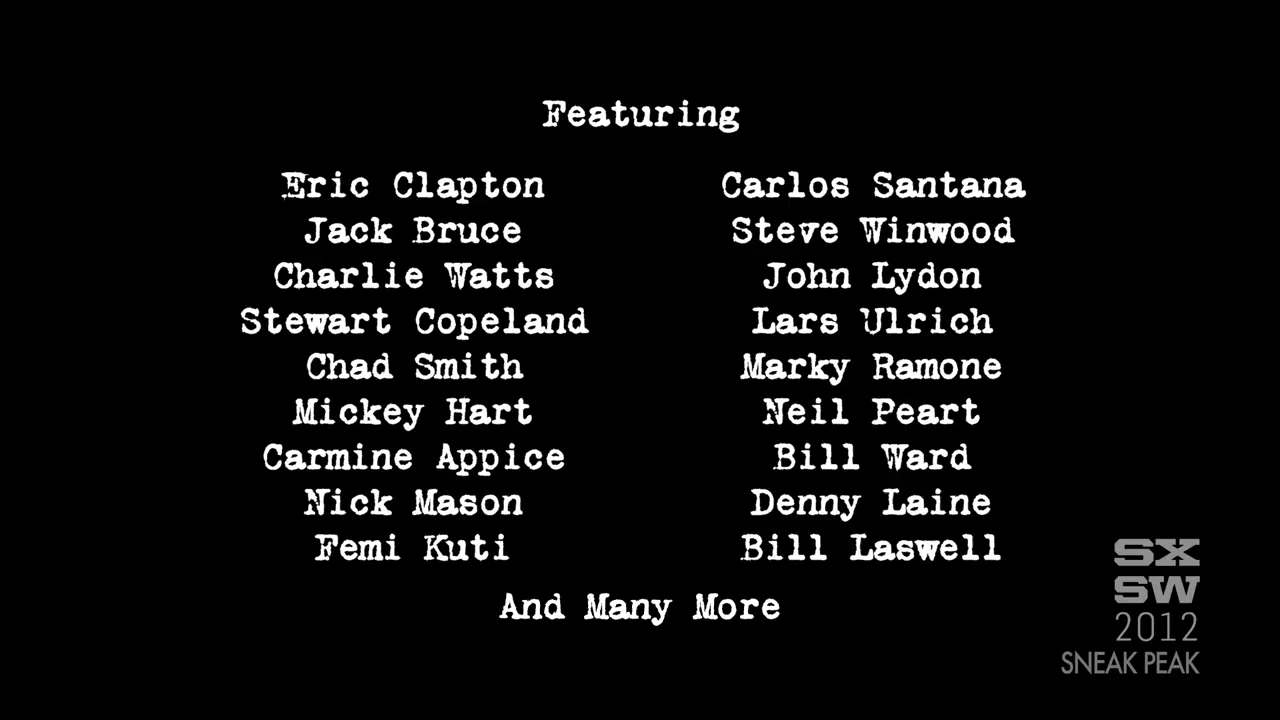 Featuring
Eric Clapton
Jack Bruce
Charlie Watts
Stewart Copeland
Chad Smith
Mickey Hart
Carmine Appice
Nick Mason
Femi Kuti
Carlos Santana
Steve Winwood
John Lydon
Lars Ulrich
Marky Ramone
Neil Peart
Bill Ward
Denny Laine
Bill Laswell
And Many More
SX
SW
2012
SNEAK PEAK